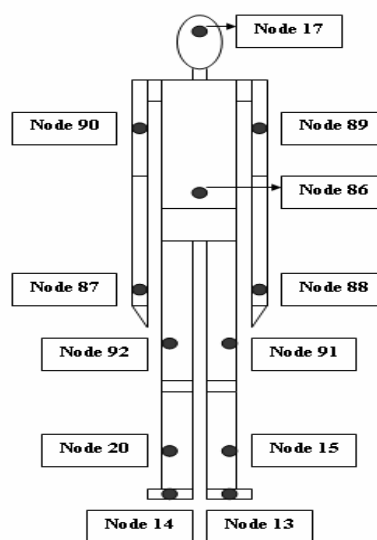 Node 17
Node 90
Node 89
Node 86
Node 87
Node 88
Node 92
Node 91
Node 20
Node 15
Node 14
Node 13